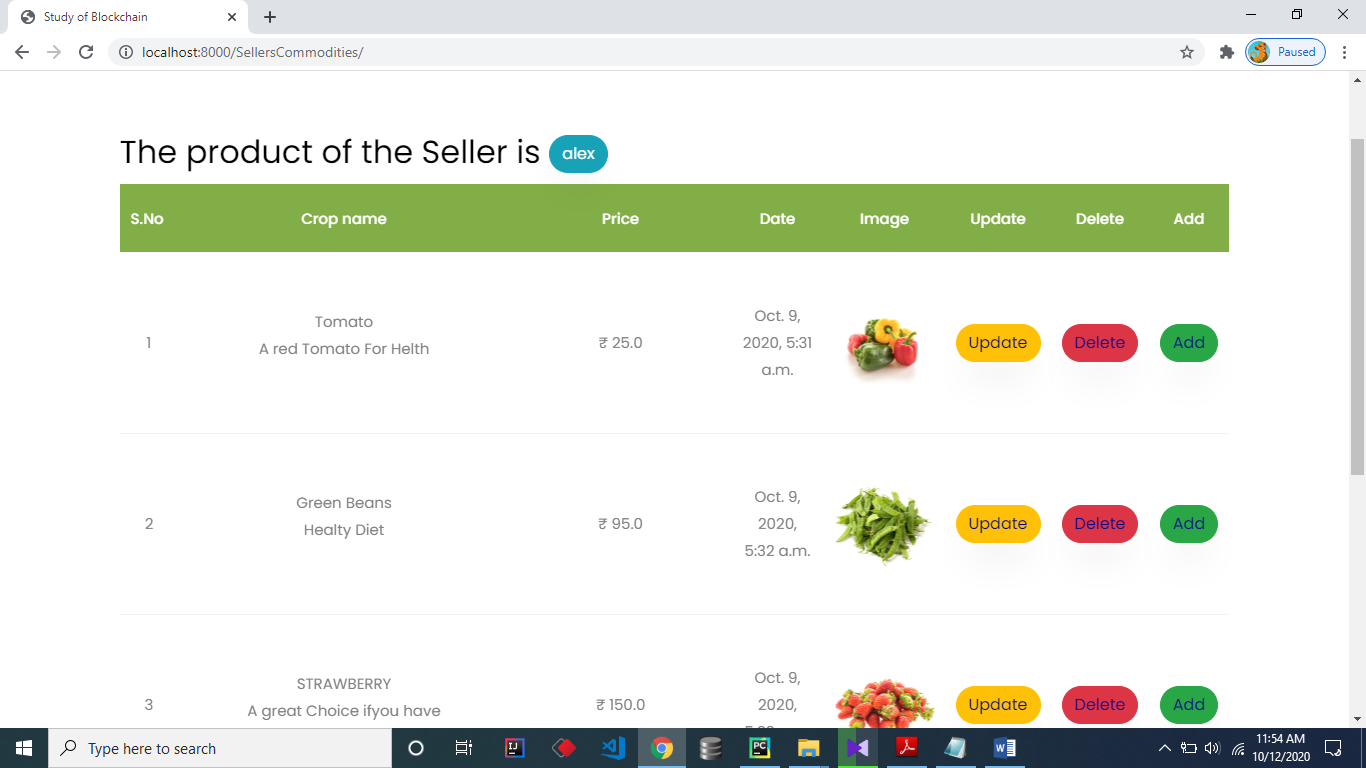 Study of Blockchain
localhost:8000/SellersCommodities/
Paused
The product of the Seller is alex
S.No Crop name Price Date Image Update Delete Add
1
Tomato
A red Tomato For Helth
₹ 25.0
Oct. 9,
2020, 5:31
a.m.
Update Delete Add
2
Green Beans
Healty Diet
₹ 95.0
Oct. 9,
2020,
5:32 a.m.
Update Delete Add
3
STRAWBERRY
A great Choice ifyou have
₹ 150.0
Oct. 9,
2020,
Update Delete Add
Type here to search
IJ
PC
W
11:54 AM
10/12/2020